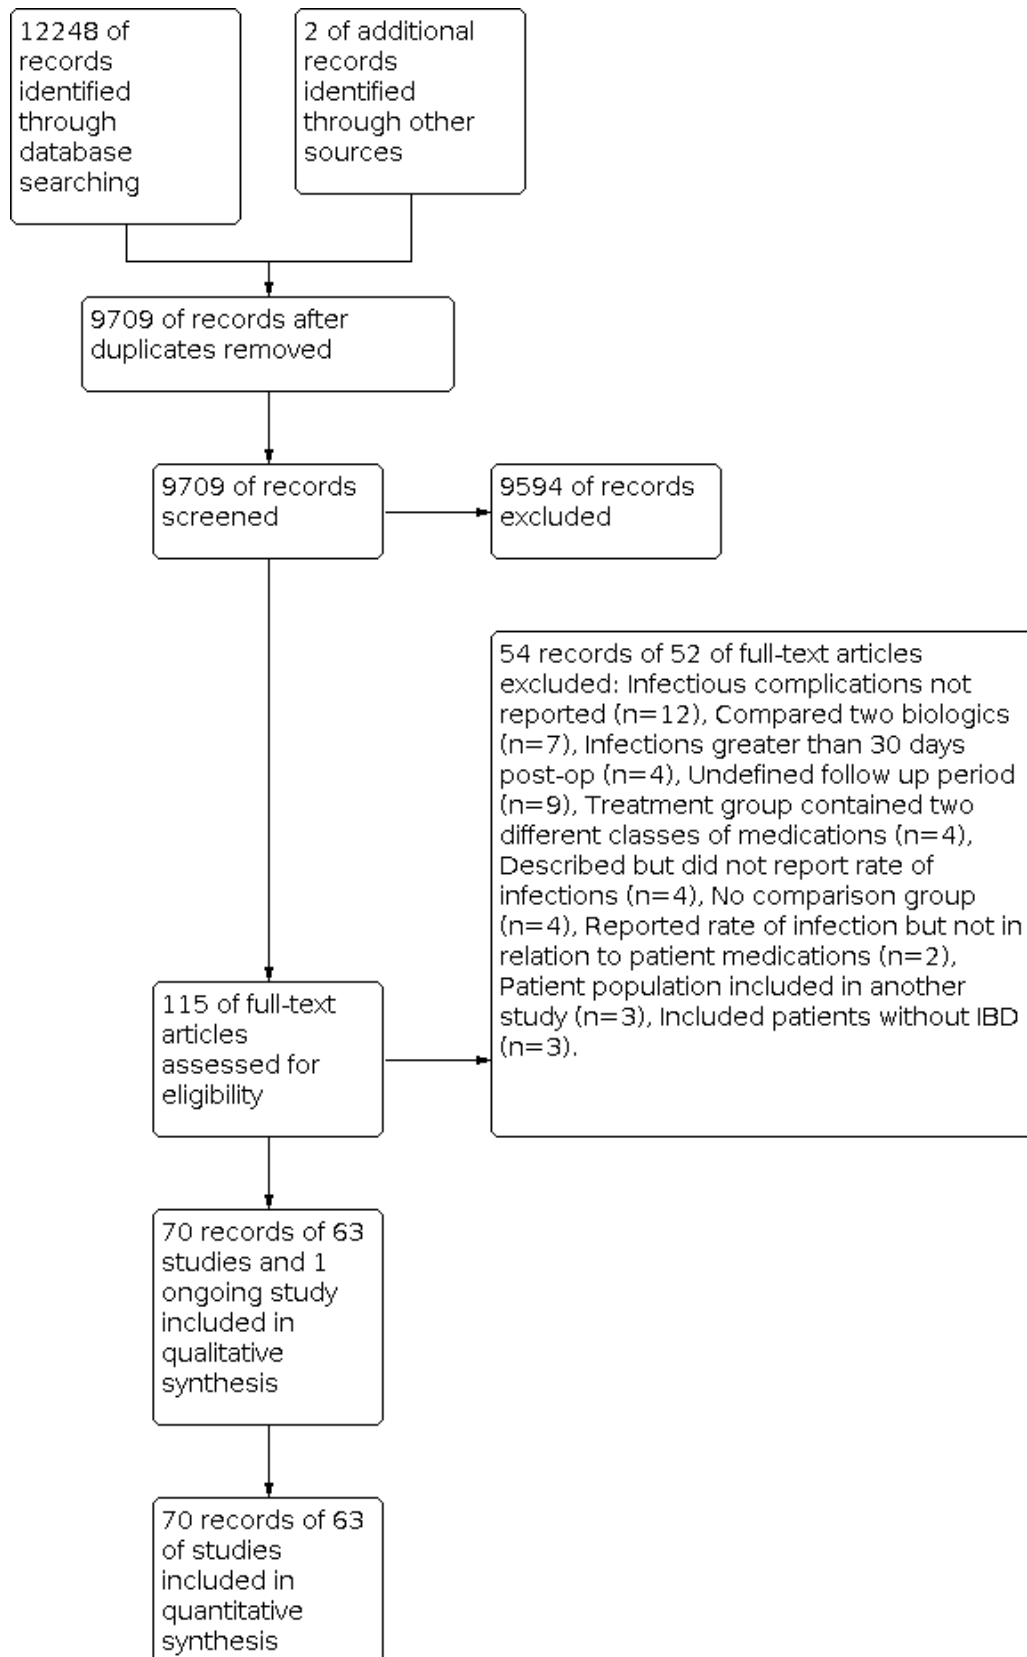 12248 of
records
identified
through
database
searching
2 of additional
records
identified
through other
sources
9709 of records after
duplicates removed
9709 of records
screened
9594 of records
excluded
54 records of 52 of full-text articles
excluded: Infectious complications not
reported (n=12), Compared two biologics
(n=7), Infections greater than 30 days
post-op (n=4), Undefined follow up period
(n=9), Treatment group contained two
different classes of medications (n=4),
Described but did not report rate of
infections (n=4), No comparison group
(n=4), Reported rate of infection but not in
relation to patient medications (n=2),
Patient population included in another
study (n=3), Included patients without IBD
(n=3).
115 of full-text
articles
assessed for
eligibility
70 records of 63
studies and 1
ongoing study
included in
qualitative
synthesis
70 records of 63
of studies
included in
quantitative
synthesis